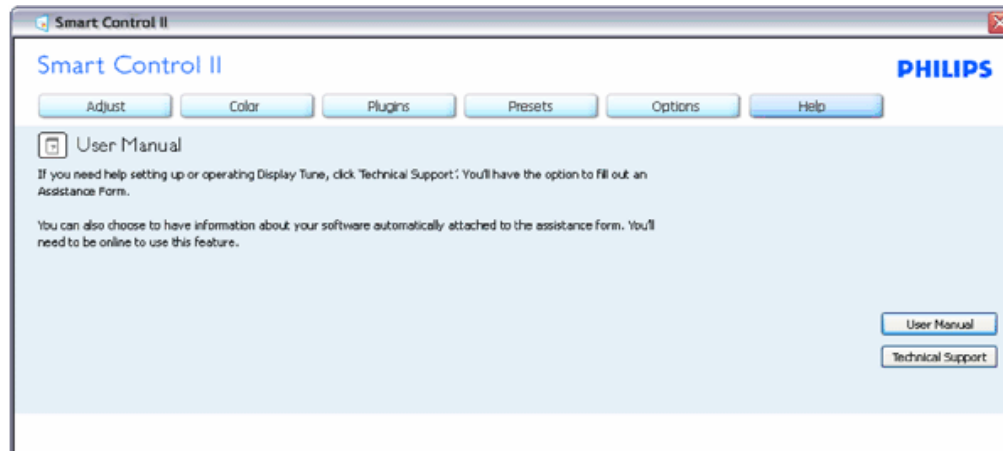 Smart Control II
Smart Control II
PHILIPS
Adjust Color Plugins Presets Options Help
User Manual
If you need help setting up or operating Display Tune, click 'Technical Support'. You'll have the option to fill out an
Assistance Form.
You can also choose to have information about your software automatically attached to the assistance form. You'll
need to be online to use this feature.
User Manual
Technical Support